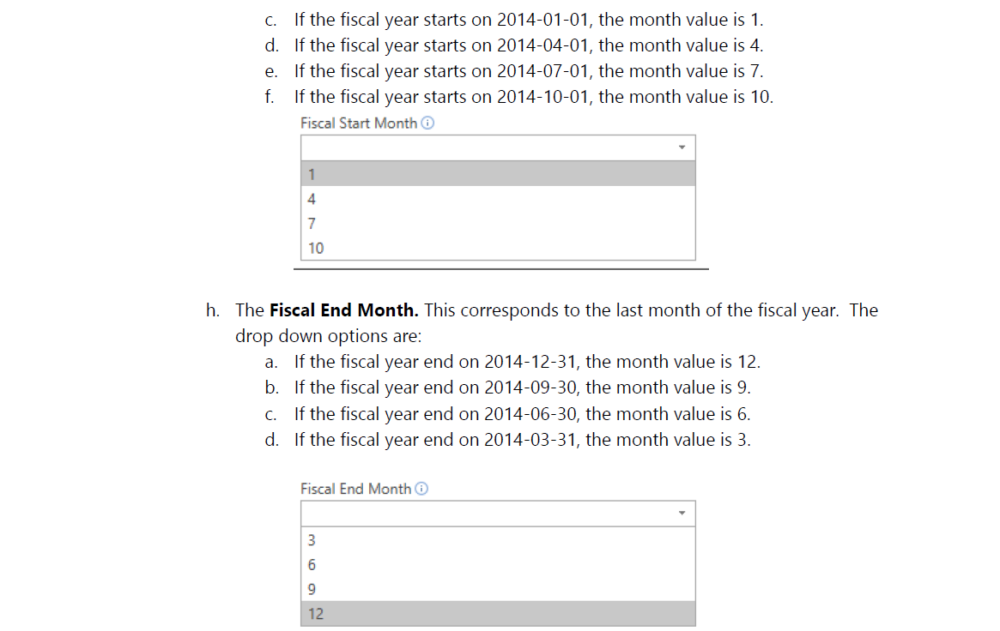 c. If the fiscal year starts on 2014-01-01, the month value is 1.
d. If the fiscal year starts on 2014-04-01, the month value is 4.
e. If the fiscal year starts on 2014-07-01, the month value is 7.
f. If the fiscal year starts on 2014-10-01, the month value is 10.
Fiscal Start Month
1
4
7
10
h. The Fiscal End Month. This corresponds to the last month of the fiscal year. The
drop down options are:
a. If the fiscal year end on 2014-12-31, the month value is 12.
b. If the fiscal year end on 2014-09-30, the month value is 9.
c. If the fiscal year end on 2014-06-30, the month value is 6.
d. If the fiscal year end on 2014-03-31, the month value is 3.
Fiscal End Month
3
6
9
12